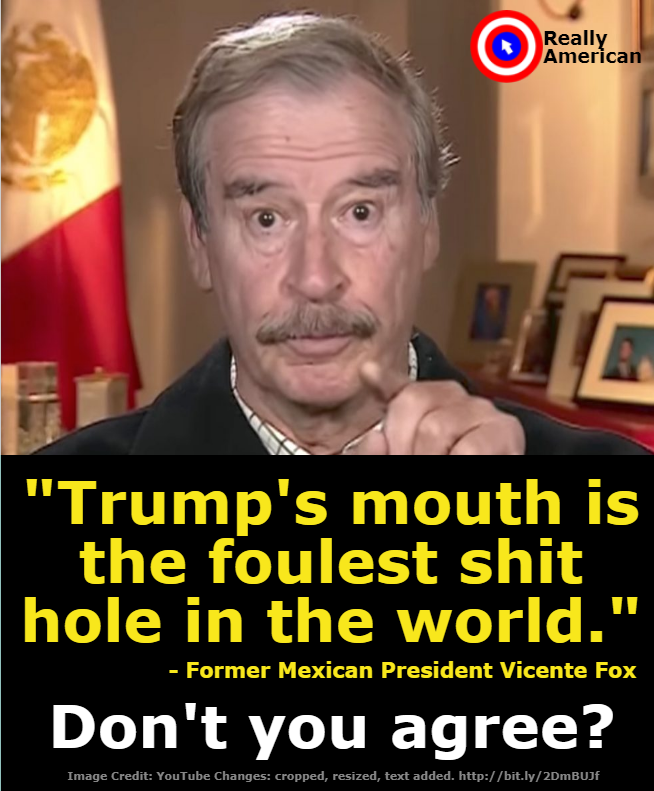 Really
American
"Trump's mouth is
the foulest shit
hole in the world."
- Former Mexican President Vicente Fox
Don't you agree?
Image Credit: YouTube Changes: cropped, resized, text added. http://bit.ly/2DmBUJf